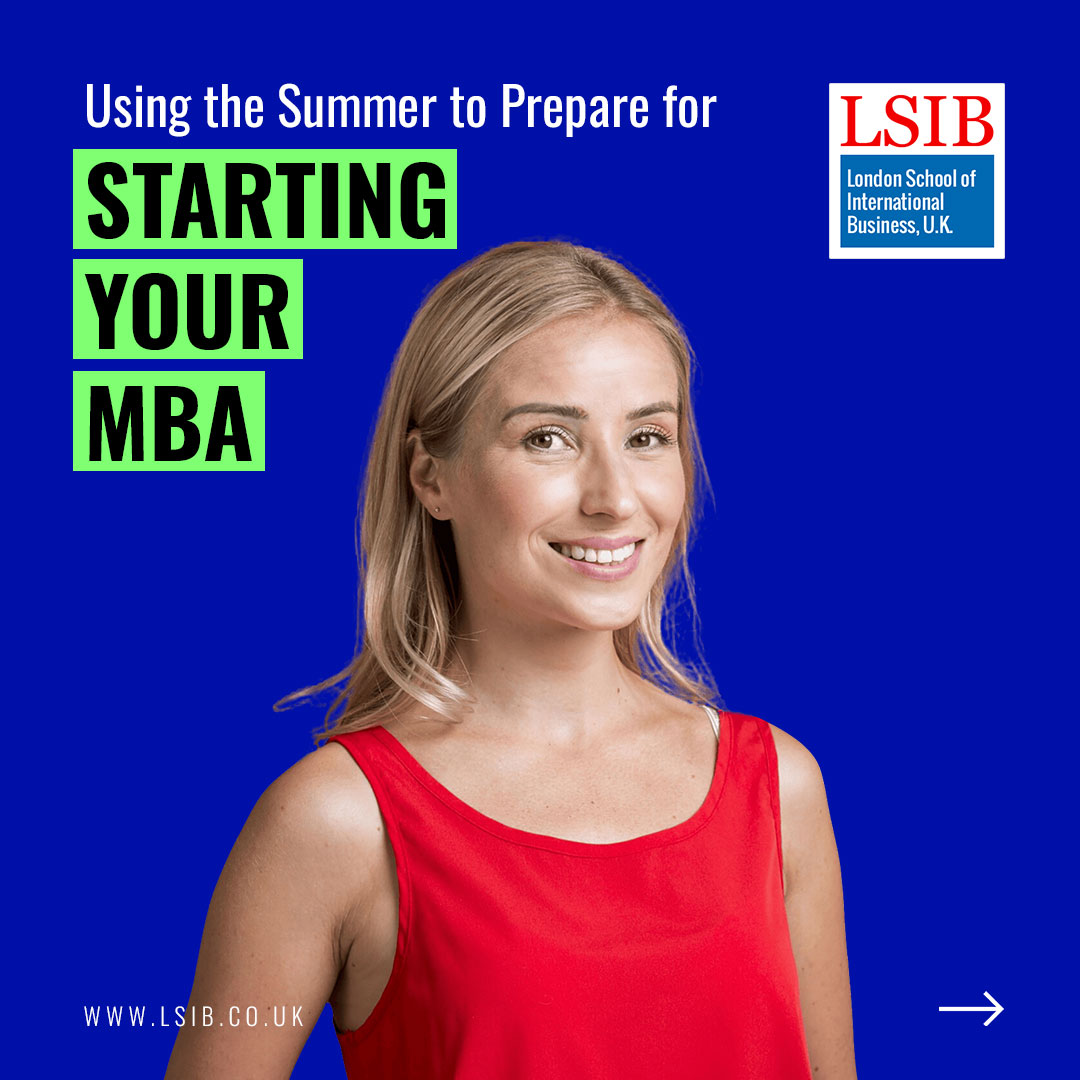 Using the Summer to Prepare for
STARTING
YOUR
MBA
LSIB
London School of
International
Business, U.K.
WWW.LSIB.CO.UK